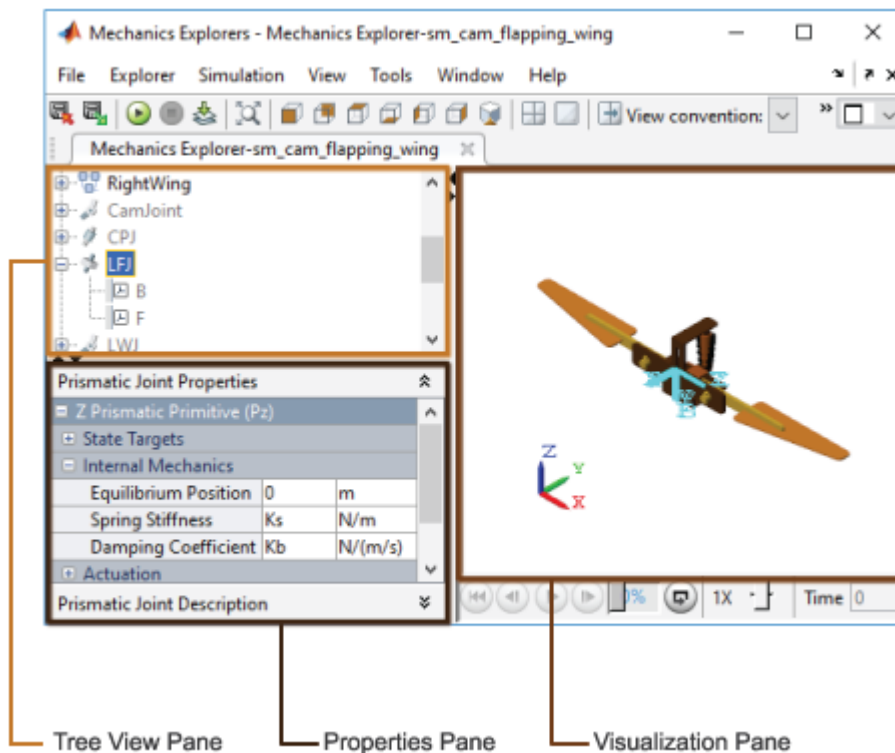 Mechanics Explorers - Mechanics Explorer-sm_cam_flapping_wing
File Explorer Simulation View Tools Window Help
View convention:
Mechanics Explorer-sm_cam_flapping_wing
RightWing
CamJoint
CPJ
LFJ
B
F
LWJ
Prismatic Joint Properties
Z Prismatic Primitive (Pz)
State Targets
Internal Mechanics
Equilibrium Position 0 m
Spring Stiffness Ks N/m
Damping Coefficient Kb N/(m/s)
Actuation
Prismatic Joint Description
Z
Y
X
1X Time 0
Tree View Pane Properties Pane Visualization Pane